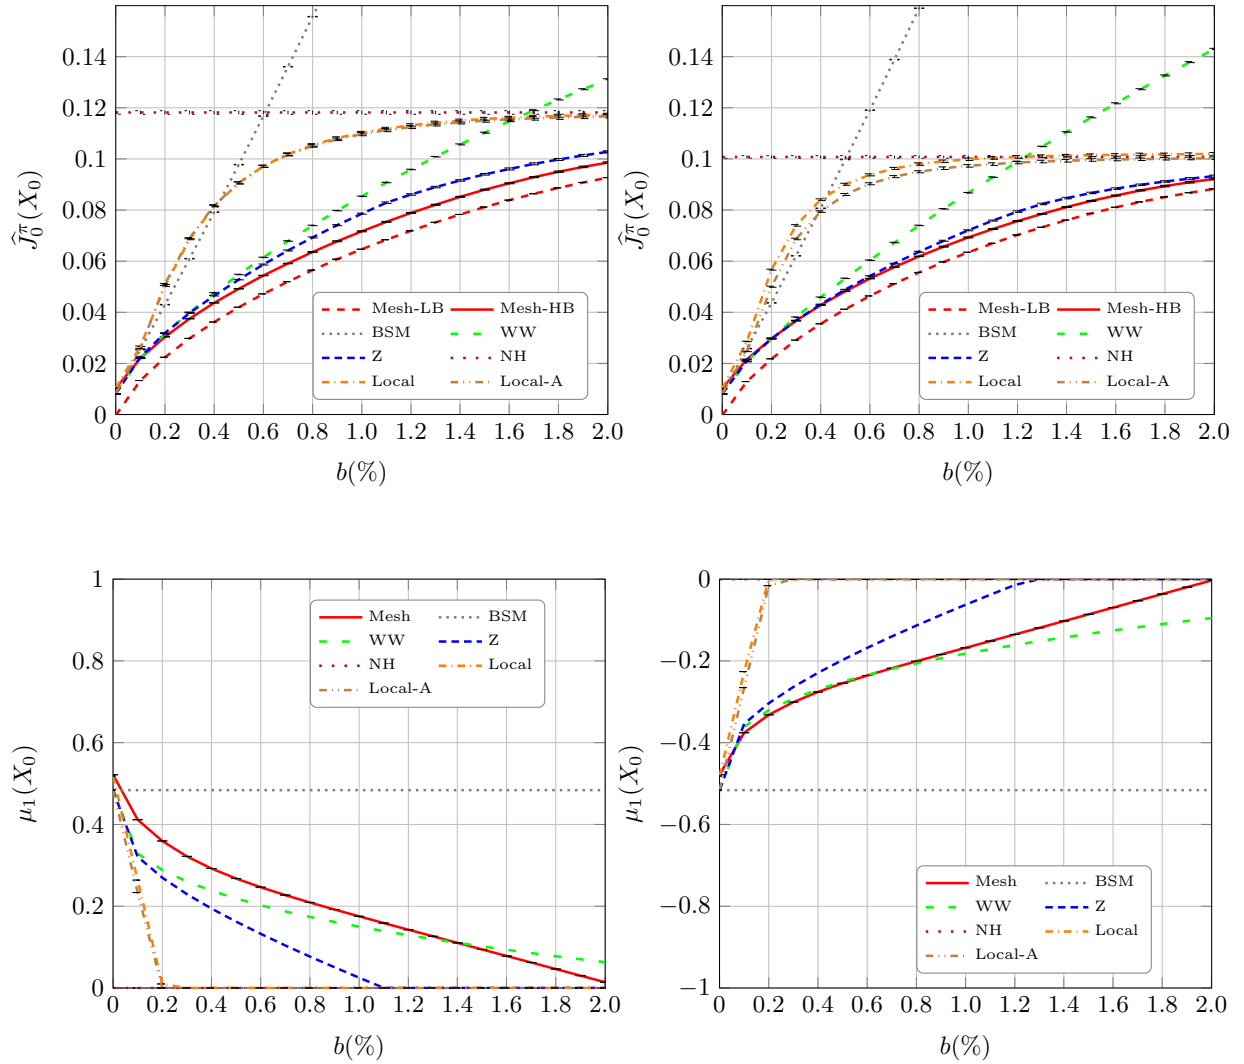 0.14
0.12
0.1
0.08
0.06
0.04
0.02
0
Ĵ₀^π(X₀)
Mesh-LB Mesh-HB
BSM WW
Z NH
Local Local-A
0 0.2 0.4 0.6 0.8 1.0 1.2 1.4 1.6 1.8 2.0
b(%)
0.14
0.12
0.1
0.08
0.06
0.04
0.02
0
Ĵ₀^π(X₀)
Mesh-LB Mesh-HB
BSM WW
Z NH
Local Local-A
0 0.2 0.4 0.6 0.8 1.0 1.2 1.4 1.6 1.8 2.0
b(%)
1
0.8
0.6
0.4
0.2
0
μ₁(X₀)
Mesh BSM
WW Z
NH Local
Local-A
0 0.2 0.4 0.6 0.8 1.0 1.2 1.4 1.6 1.8 2.0
b(%)
0
−0.2
−0.4
−0.6
−0.8
−1
μ₁(X₀)
Mesh BSM
WW Z
NH Local
Local-A
0 0.2 0.4 0.6 0.8 1.0 1.2 1.4 1.6 1.8 2.0
b(%)